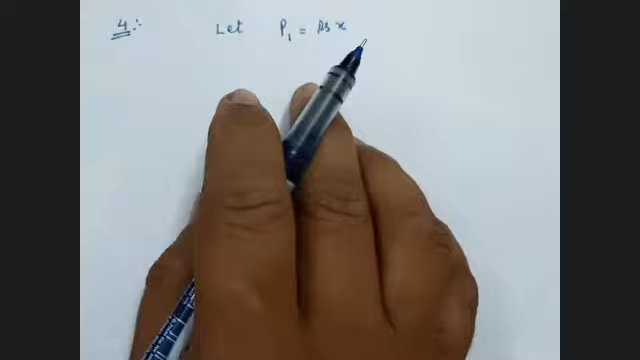 4:- Let P₁ = Rs x